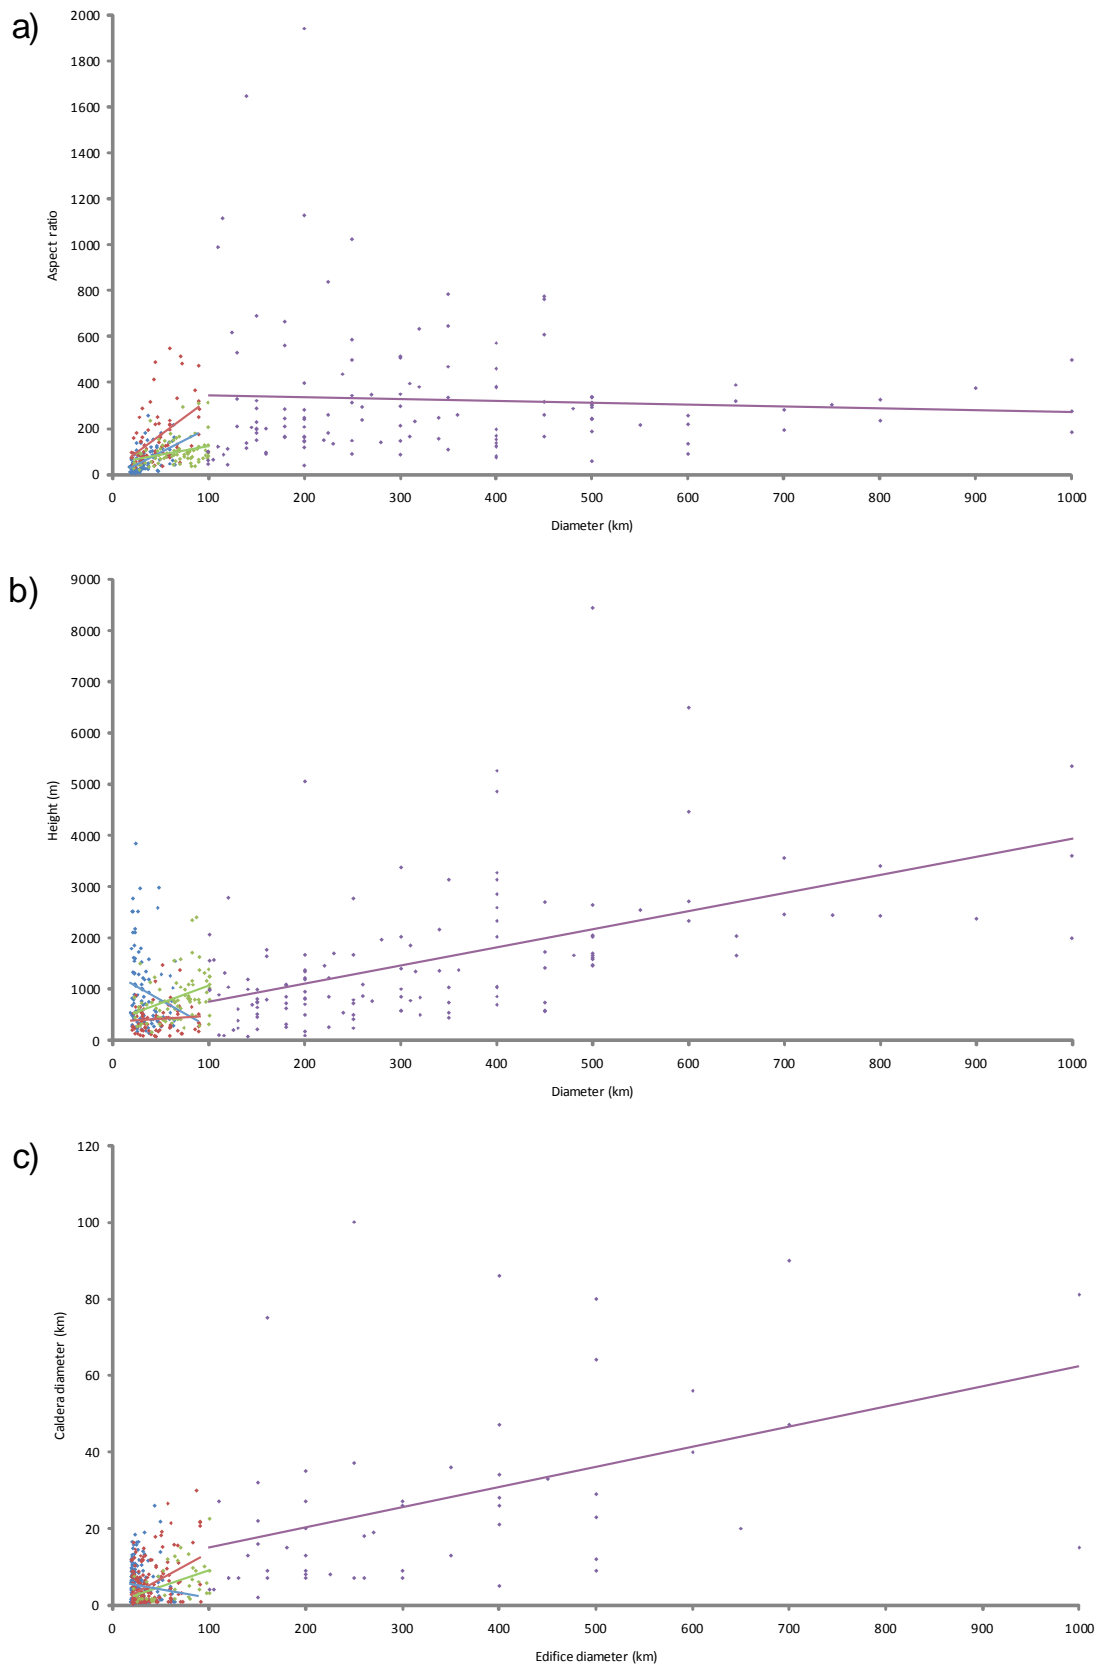 a)
2000
1800
1600
1400
1200
1000
800
600
400
200
0
Aspect ratio
0 100 200 300 400 500 600 700 800 900 1000
Diameter (km)
b)
9000
8000
7000
6000
5000
4000
3000
2000
1000
0
Height (m)
0 100 200 300 400 500 600 700 800 900 1000
Diameter (km)
c)
120
100
80
60
40
20
0
Caldera diameter (km)
0 100 200 300 400 500 600 700 800 900 1000
Edifice diameter (km)